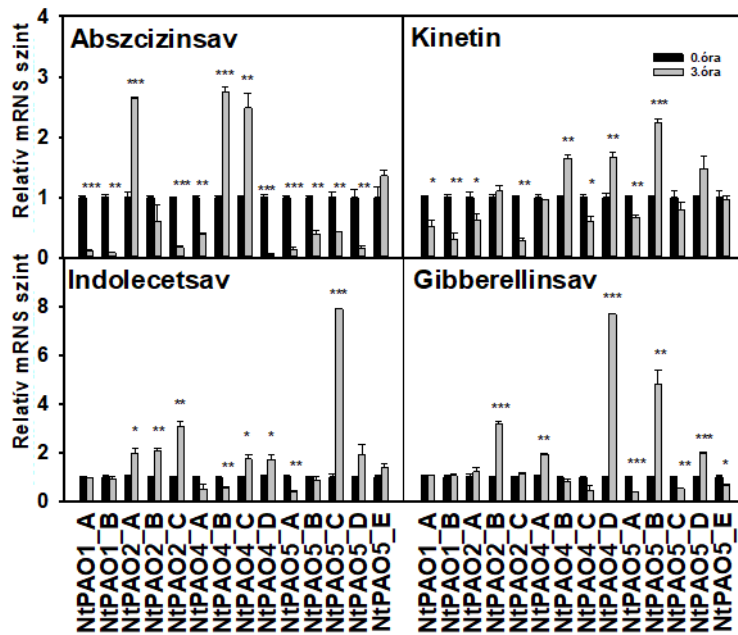 Abszcizinsav
Kinetin
0.óra
3.óra
Relatív mRNS szint
4
3
2
1
0
*** ** *** *** ** *** ** *** *** ** ** **
* ** * ** ** * ** ** ***
Indolecetsav
Gibberellinsav
Relatív mRNS szint
8
6
4
2
0
* ** ** ** * * ** ***
*** ** *** *** ** ** *** *
NtPAO1_A
NtPAO1_B
NtPAO2_A
NtPAO2_B
NtPAO2_C
NtPAO4_A
NtPAO4_B
NtPAO4_C
NtPAO4_D
NtPAO5_A
NtPAO5_B
NtPAO5_C
NtPAO5_D
NtPAO5_E
NtPAO1_A
NtPAO1_B
NtPAO2_A
NtPAO2_B
NtPAO2_C
NtPAO4_A
NtPAO4_B
NtPAO4_C
NtPAO4_D
NtPAO5_A
NtPAO5_B
NtPAO5_C
NtPAO5_D
NtPAO5_E